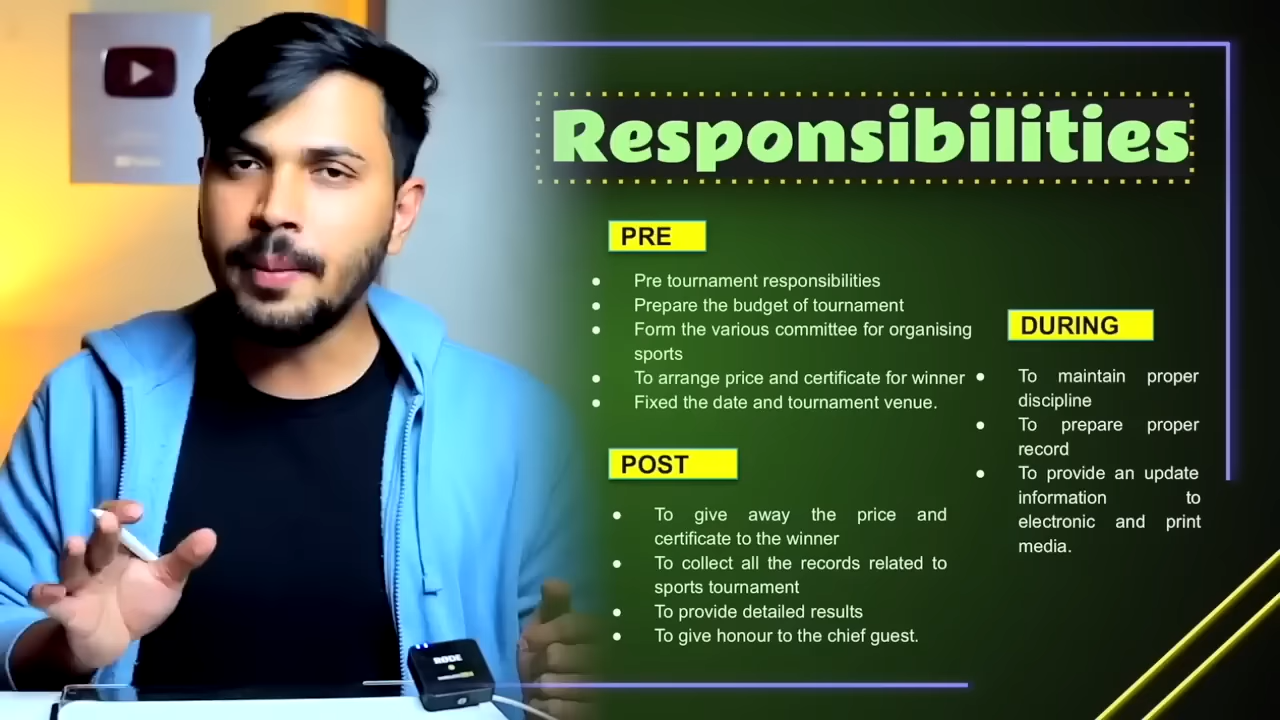 Responsibilities
PRE
● Pre tournament responsibilities
● Prepare the budget of tournament
● Form the various committee for organising
sports
● To arrange price and certificate for winner
● Fixed the date and tournament venue.
POST
● To give away the price and
certificate to the winner
● To collect all the records related to
sports tournament
● To provide detailed results
● To give honour to the chief guest.
DURING
● To maintain proper
discipline
● To prepare proper
record
● To provide an update
information to
electronic and print
media.
RODE